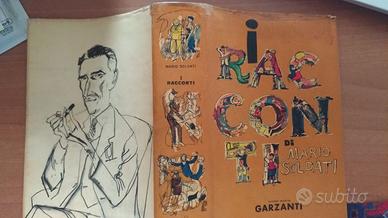 MARIO SOLDATI
I
RACCONTI
i
RAC
CON
TI
DI
MARIO
SOLDATI
GARZANTI
subito